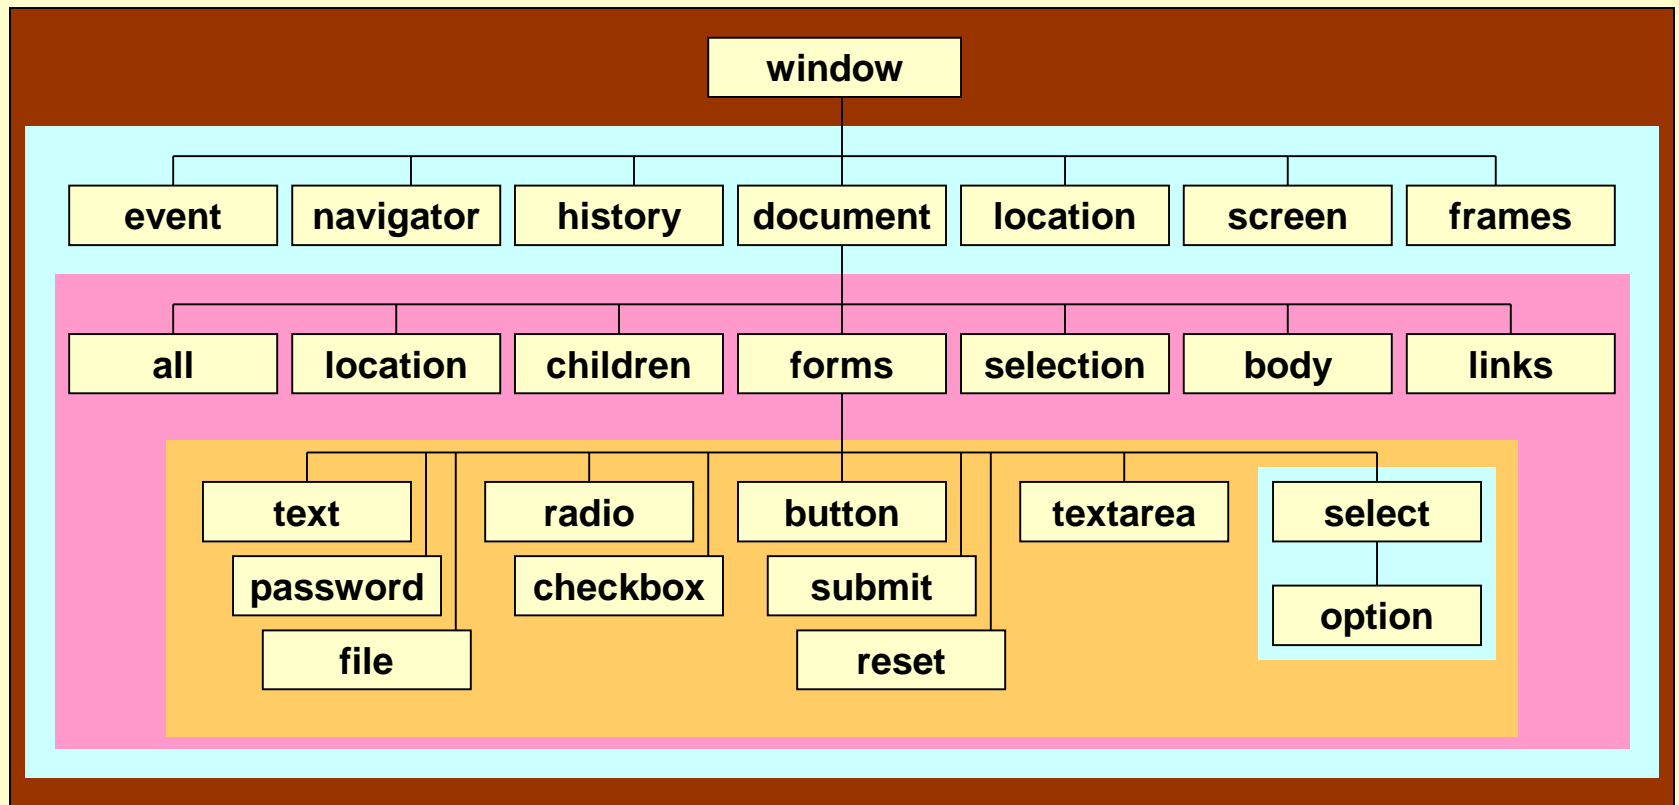 window
event navigator history document location screen frames
all location children forms selection body links
text radio button textarea select
password checkbox submit
option
file reset